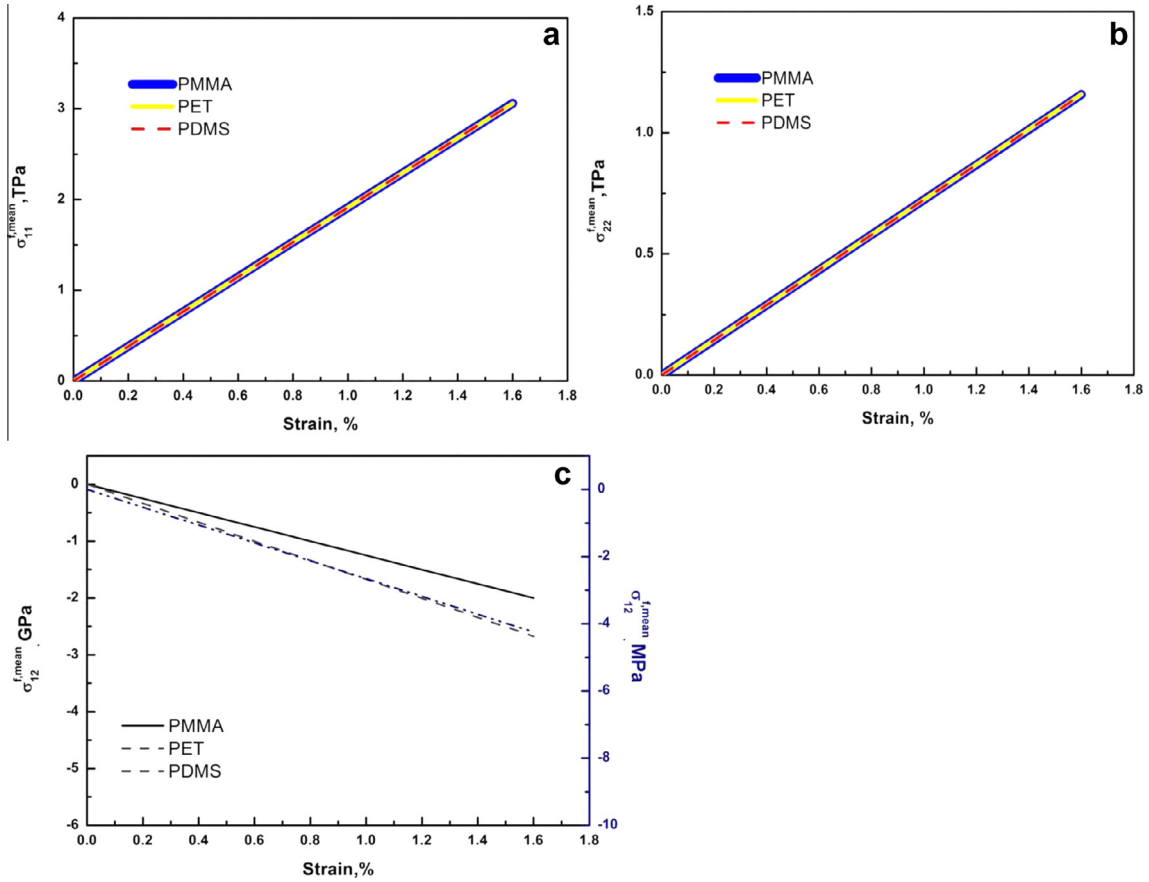 a
4
3
2
1
0
σ11^f,mean ,TPa
PMMA
PET
PDMS
0.0 0.2 0.4 0.6 0.8 1.0 1.2 1.4 1.6 1.8
Strain, %
b
1.5
1.0
0.5
0.0
σ22^f,mean ,TPa
PMMA
PET
PDMS
0.0 0.2 0.4 0.6 0.8 1.0 1.2 1.4 1.6 1.8
Strain, %
c
0
-1
-2
-3
-4
-5
-6
σ12^f,mean . GPa
PMMA
PET
PDMS
0
-2
-4
-6
-8
-10
σ12^f,mean . MPa
0.0 0.2 0.4 0.6 0.8 1.0 1.2 1.4 1.6 1.8
Strain,%